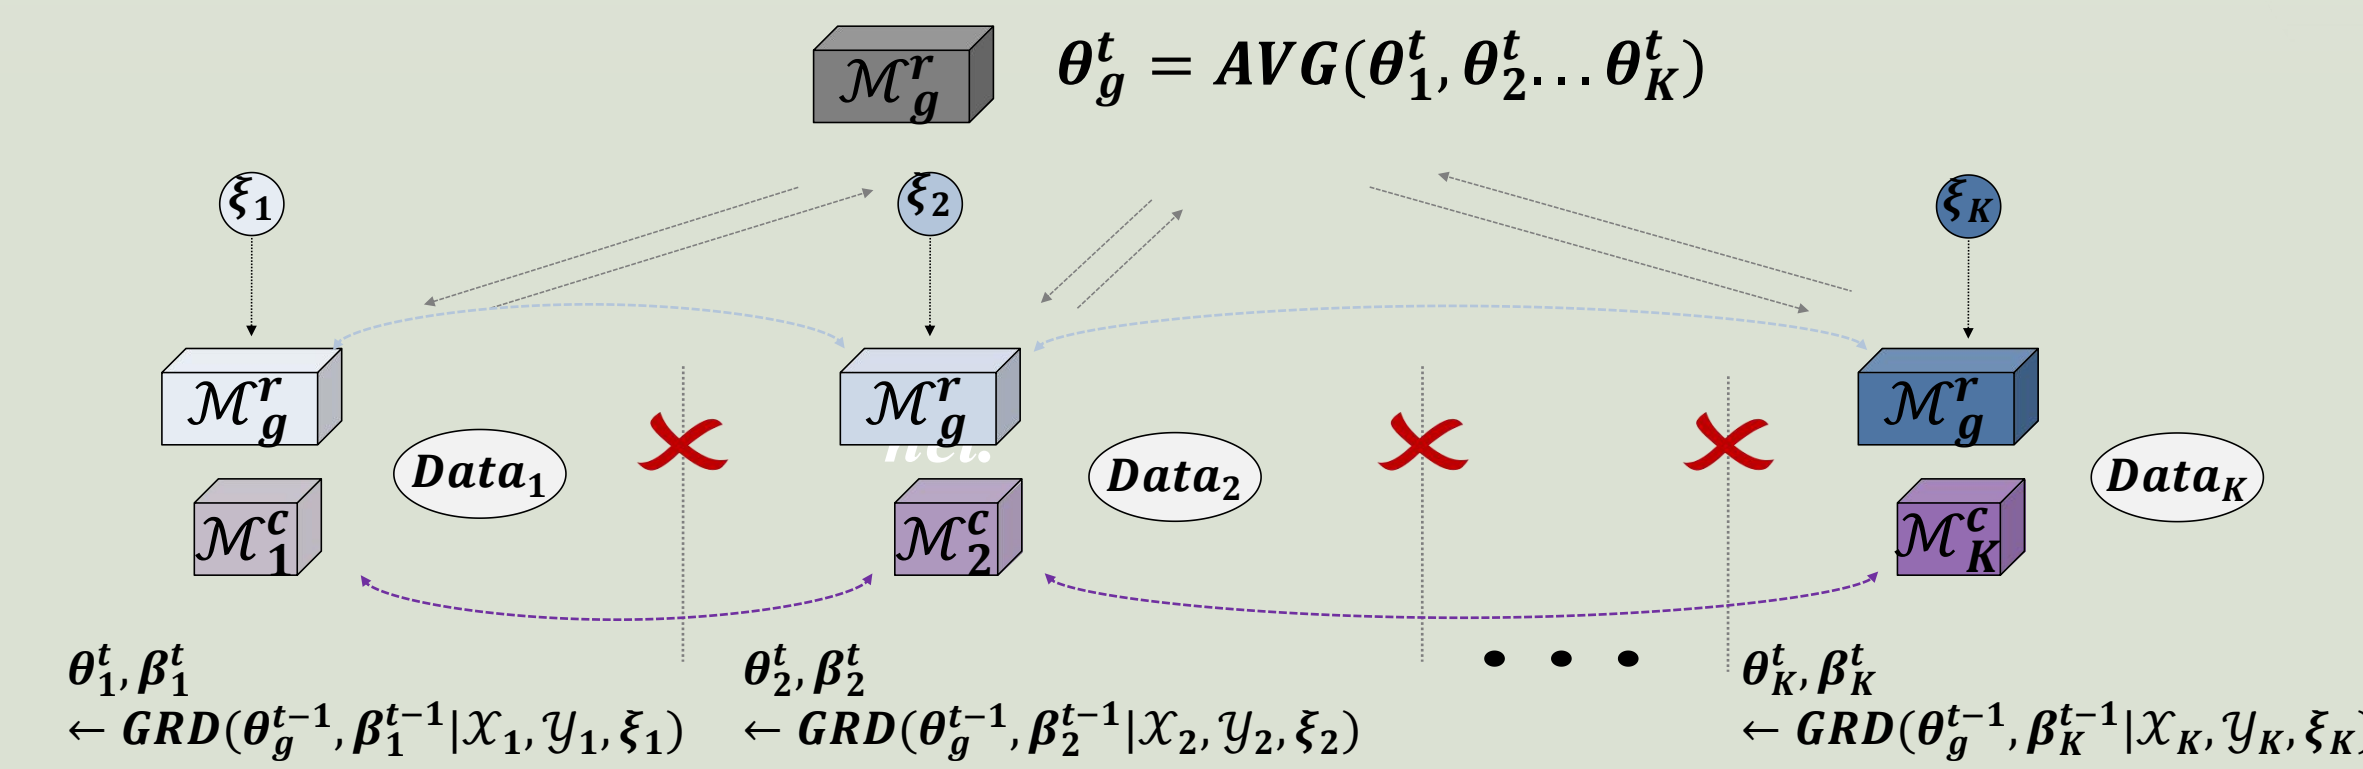 ℳ_g^r
θ_g^t = AVG(θ_1^t, θ_2^t... θ_K^t)
ξ_1
ξ_2
ξ_K
ℳ_g^r
ℳ_g^r
ℳ_g^r
Data_1
Data_2
Data_K
ℳ_1^c
ℳ_2^c
ℳ_K^c
θ_1^t, β_1^t
← GRD(θ_g^{t−1}, β_1^{t−1}|𝒳_1, 𝒴_1, ξ_1)
θ_2^t, β_2^t
← GRD(θ_g^{t−1}, β_2^{t−1}|𝒳_2, 𝒴_2, ξ_2)
θ_K^t, β_K^t
← GRD(θ_g^{t−1}, β_K^{t−1}|𝒳_K, 𝒴_K, ξ_K)